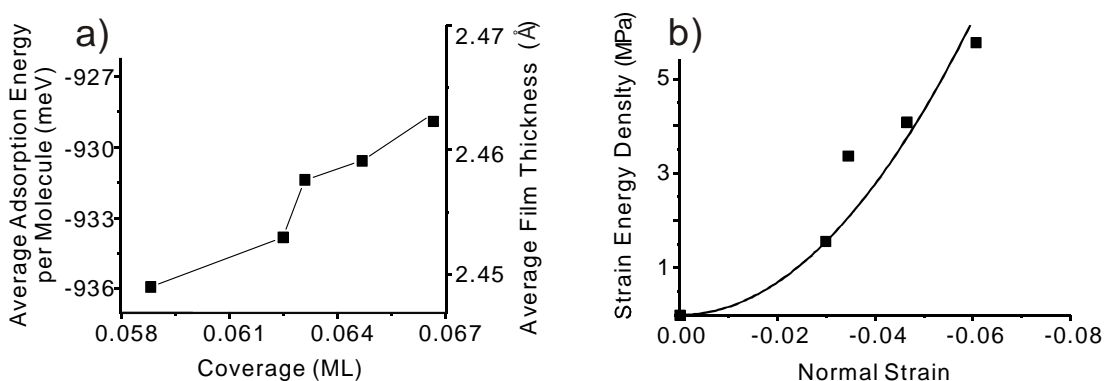 a)
Average Adsorption Energy
per Molecule (meV)
-927
-930
-933
-936
0.058
0.061
0.064
0.067
Coverage (ML)
2.47
2.46
2.45
Average Film Thickness (Å)
b)
Strain Energy Density (MPa)
5
3
1
0.00
-0.02
-0.04
-0.06
-0.08
Normal Strain